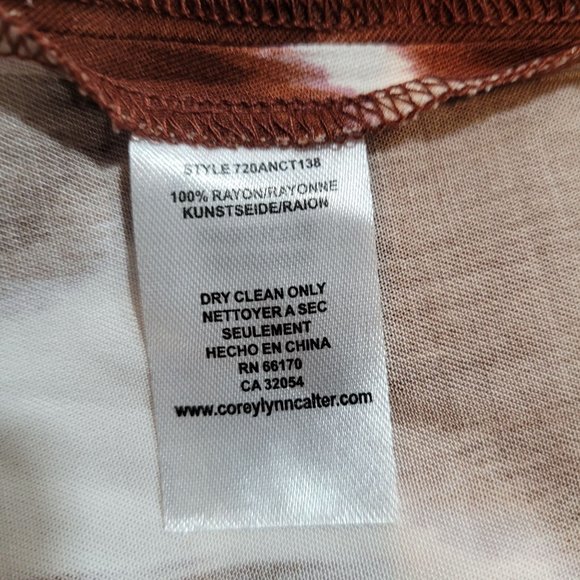 STYLE 720ANCT138
100% RAYON/RAYONNE
KUNSTSEIDE/RAION
DRY CLEAN ONLY
NETTOYER A SEC
SEULEMENT
HECHO EN CHINA
RN 66170
CA 32054
www.coreylynncalter.com